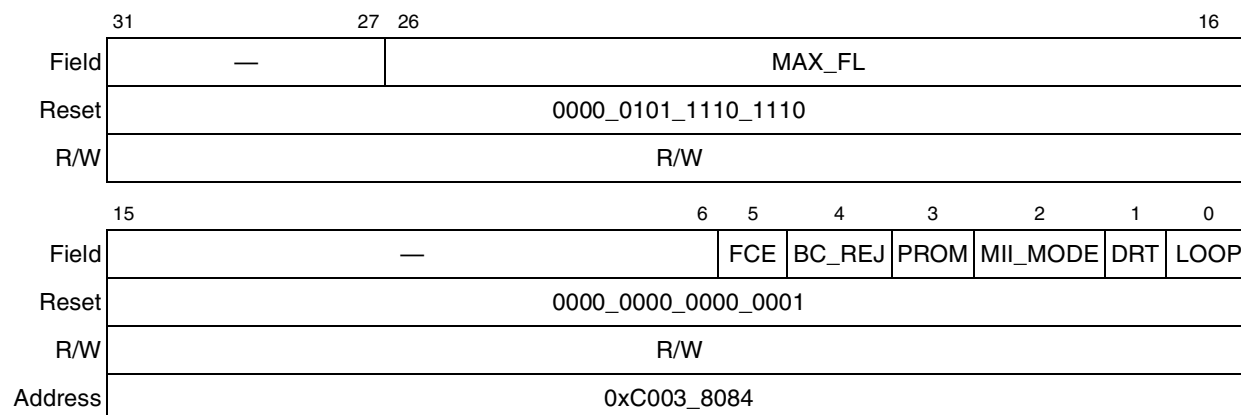 31 27 26 16
Field — MAX_FL
Reset 0000_0101_1110_1110
R/W R/W
15 6 5 4 3 2 1 0
Field — FCE BC_REJ PROM MII_MODE DRT LOOP
Reset 0000_0000_0000_0001
R/W R/W
Address 0xC003_8084